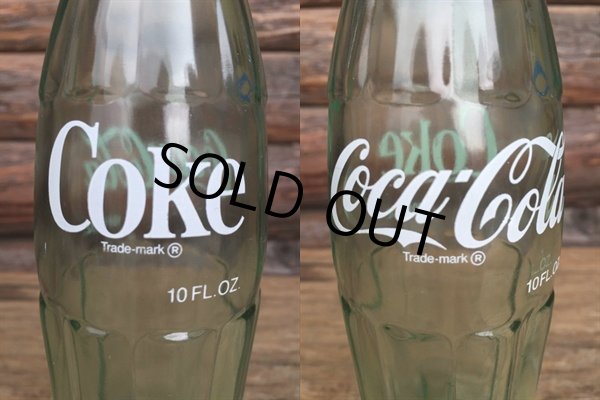 Coke
Trade-mark ®
10 FL. OZ.
Coca-Cola
Trade-mark ®
10 FL. OZ
SOLD OUT